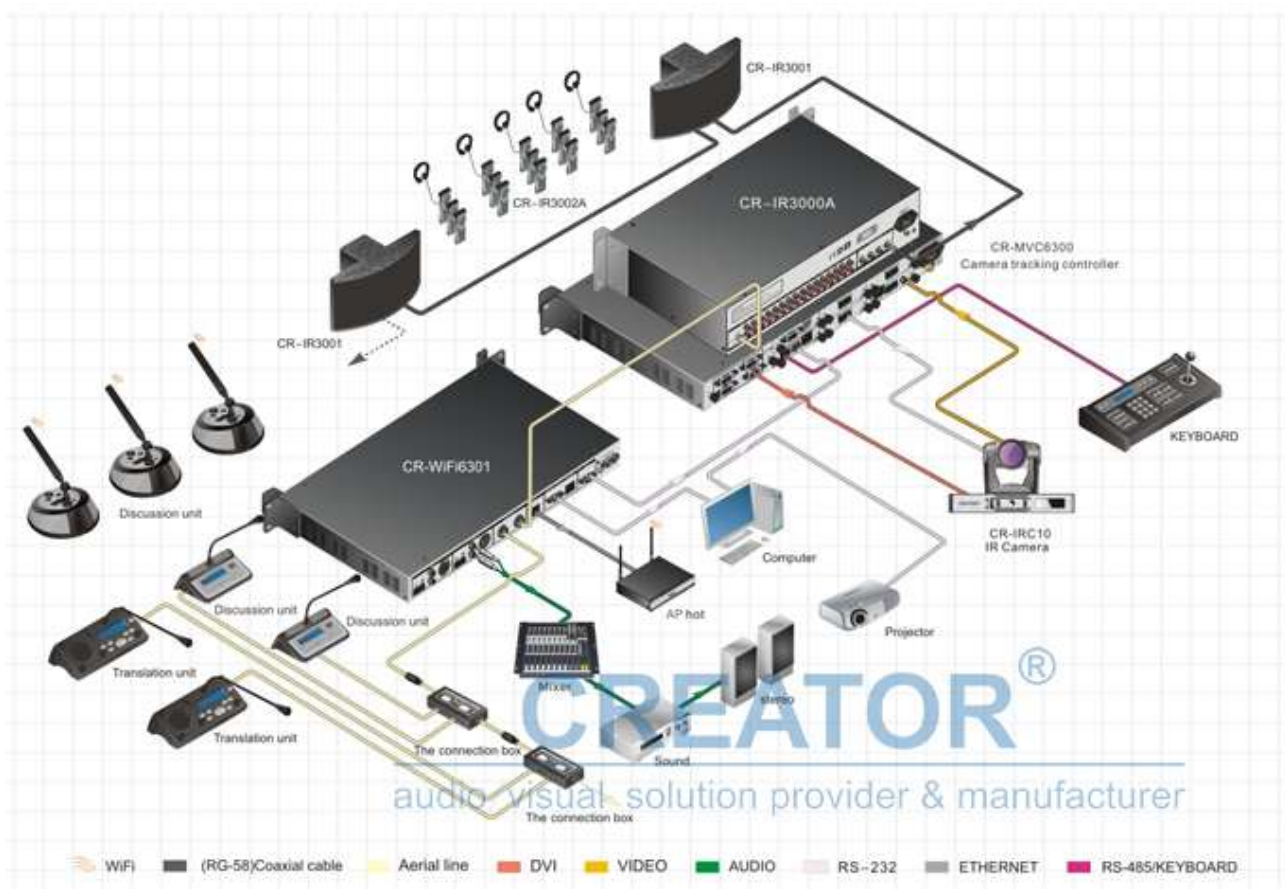 CR-IR3001
CR-IR3002A
CR-IR3000A
CR-MVC6300
Camera tracking controller
CR-IR3001
KEYBOARD
CR-WiFi6301
Discussion unit
CR-IRC10
IR Camera
Computer
AP hot
Discussion unit
Discussion unit
Projector
Translation unit
Mixer
stereo
CREATOR®
Translation unit
The connection box
Sound
audio visual solution provider & manufacturer
The connection box
WiFi (RG-58)Coaxial cable Aerial line DVI VIDEO AUDIO RS-232 ETHERNET RS-485/KEYBOARD